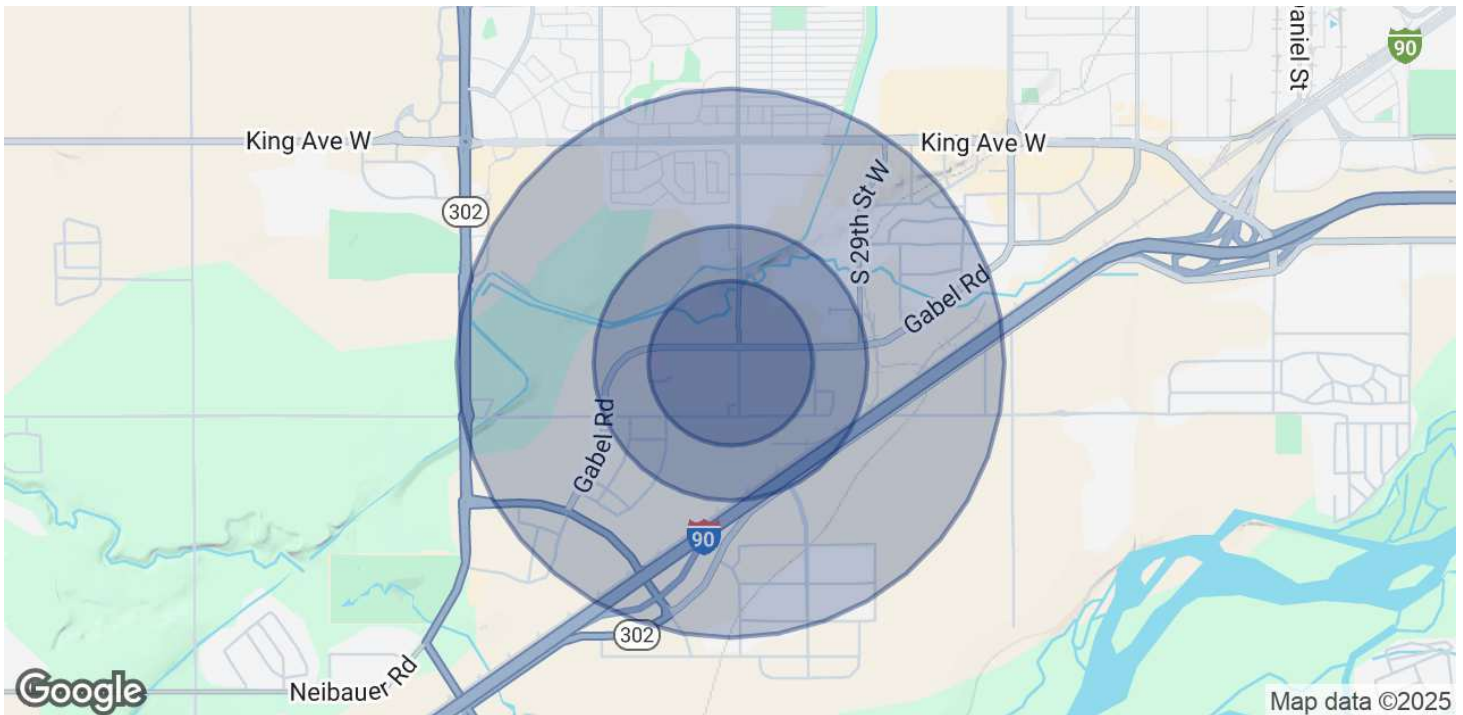 aniel St
90
King Ave W
King Ave W
302
S 29th St W
Gabel Rd
Gabel Rd
90
302
Neibauer Rd
Google
Map data ©2025